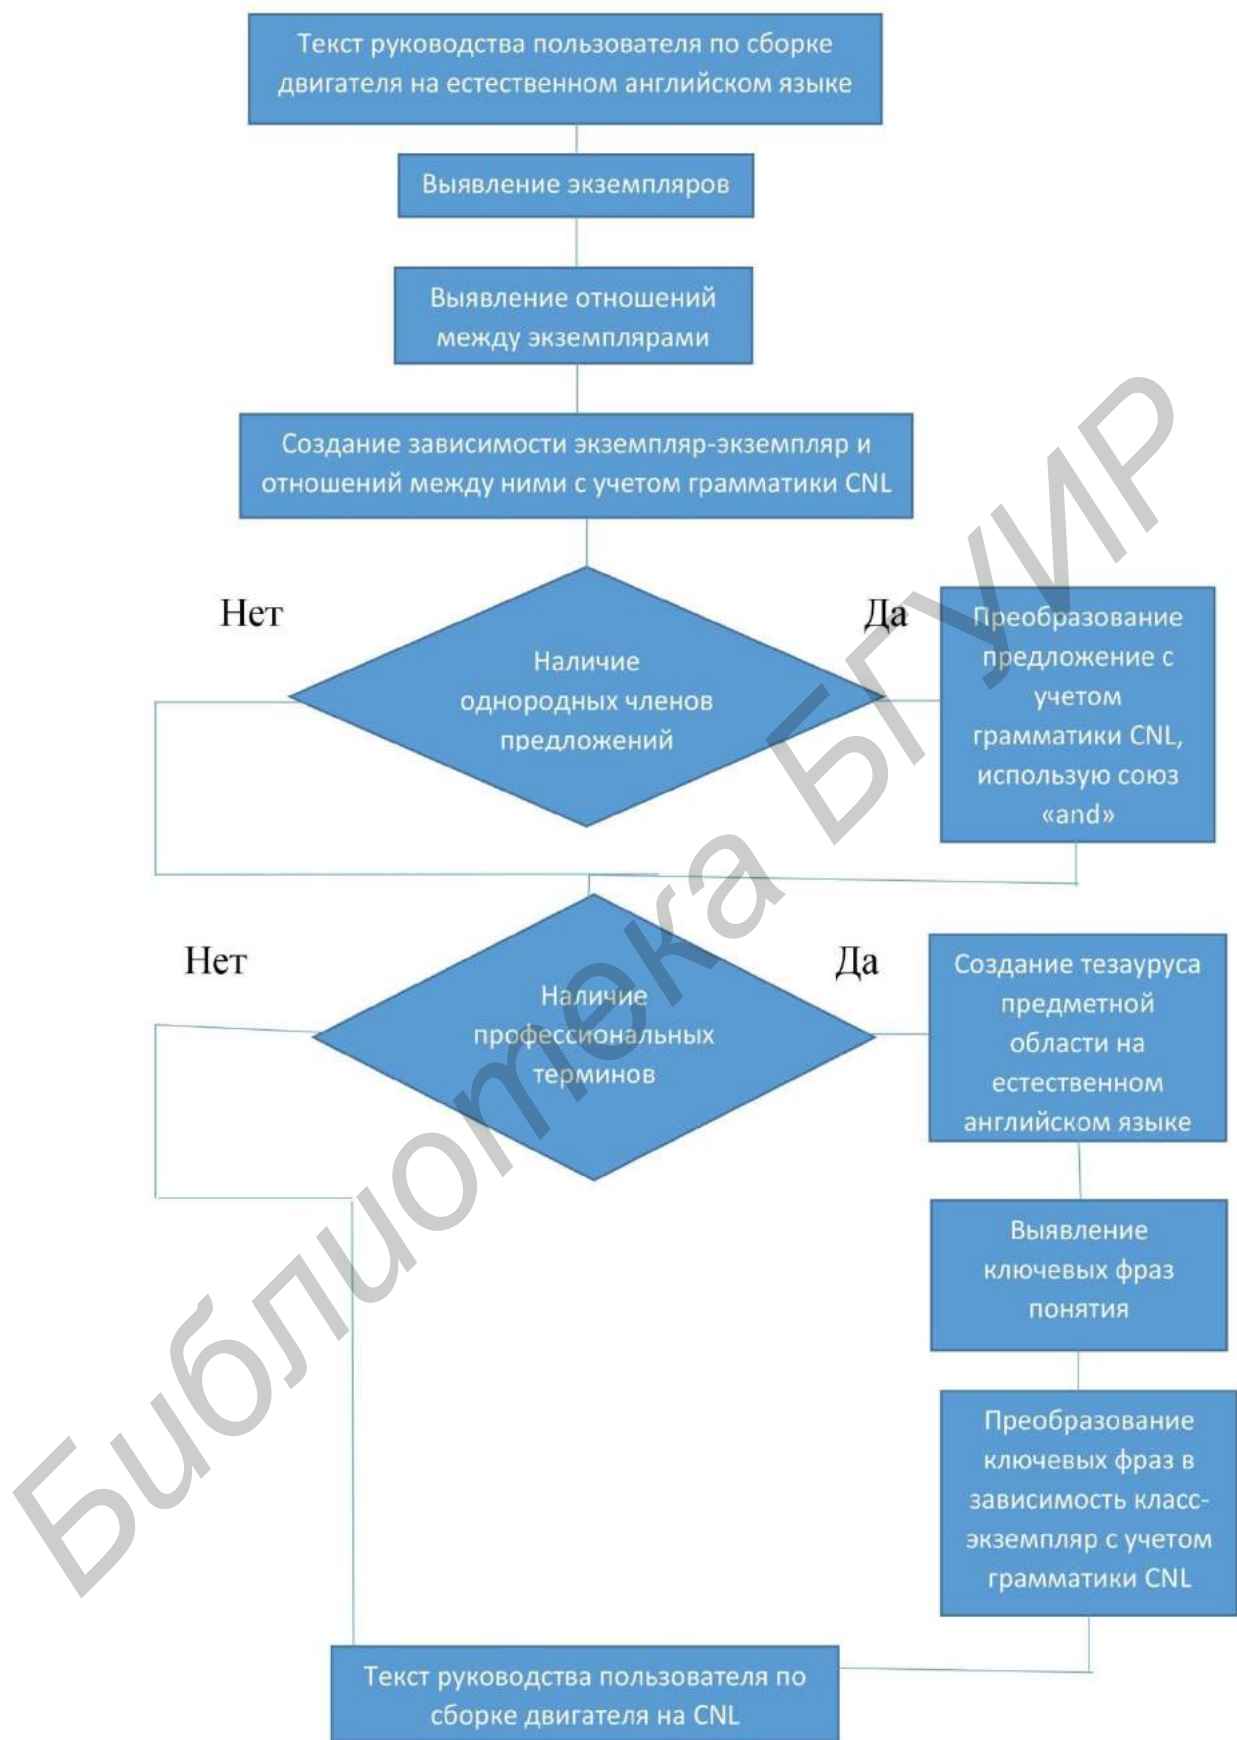 Текст руководства пользователя по сборке
двигателя на естественном английском языке
Выявление экземпляров
Выявление отношений
между экземплярами
Создание зависимости экземпляр-экземпляр и
отношений между ними с учетом грамматики CNL
Нет
Да
Наличие
однородных членов
предложений
Преобразование
предложение с
учетом
грамматики CNL,
использую союз
«and»
Нет
Да
Наличие
профессиональных
терминов
Создание тезауруса
предметной
области на
естественном
английском языке
Выявление
ключевых фраз
понятия
Преобразование
ключевых фраз в
зависимость класс-
экземпляр с учетом
грамматики CNL
Текст руководства пользователя по
сборке двигателя на CNL
Библиотека БГУИР